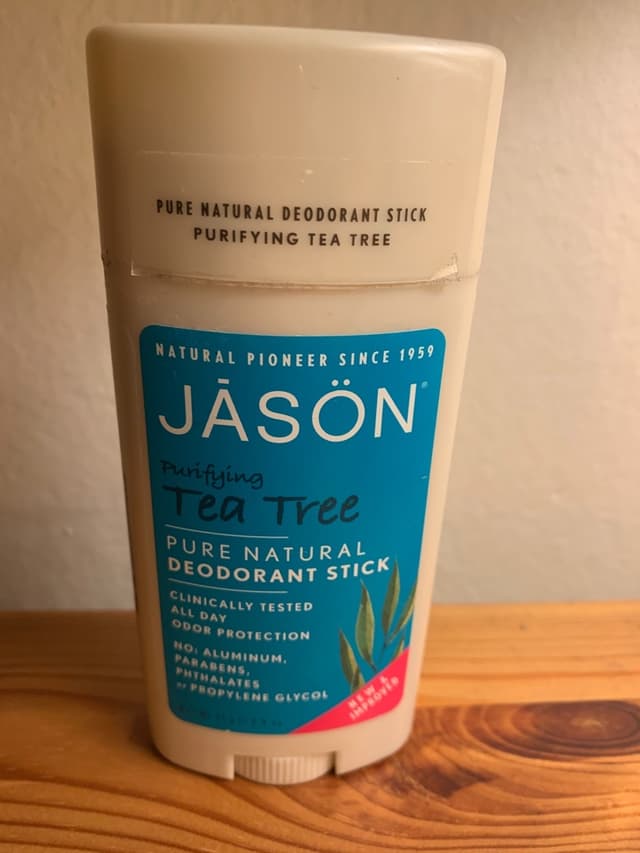 PURE NATURAL DEODORANT STICK
PURIFYING TEA TREE
NATURAL PIONEER SINCE 1959
JĀSÖN®
Purifying
Tea Tree
PURE NATURAL
DEODORANT STICK
CLINICALLY TESTED
ALL DAY
ODOR PROTECTION
NO: ALUMINUM,
PARABENS,
PHTHALATES
or PROPYLENE GLYCOL
NEW &
IMPROVED